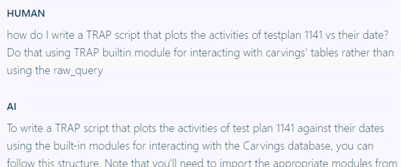 HUMAN
how do I write a TRAP script that plots the activities of testplan 1141 vs their date?
Do that using TRAP builtin module for interacting with carvings' tables rather than
using the raw_query
AI
To write a TRAP script that plots the activities of test plan 1141 against their dates
using the built-in modules for interacting with the Carvings database, you can
follow this structure. Note that you'll need to import the appropriate modules from